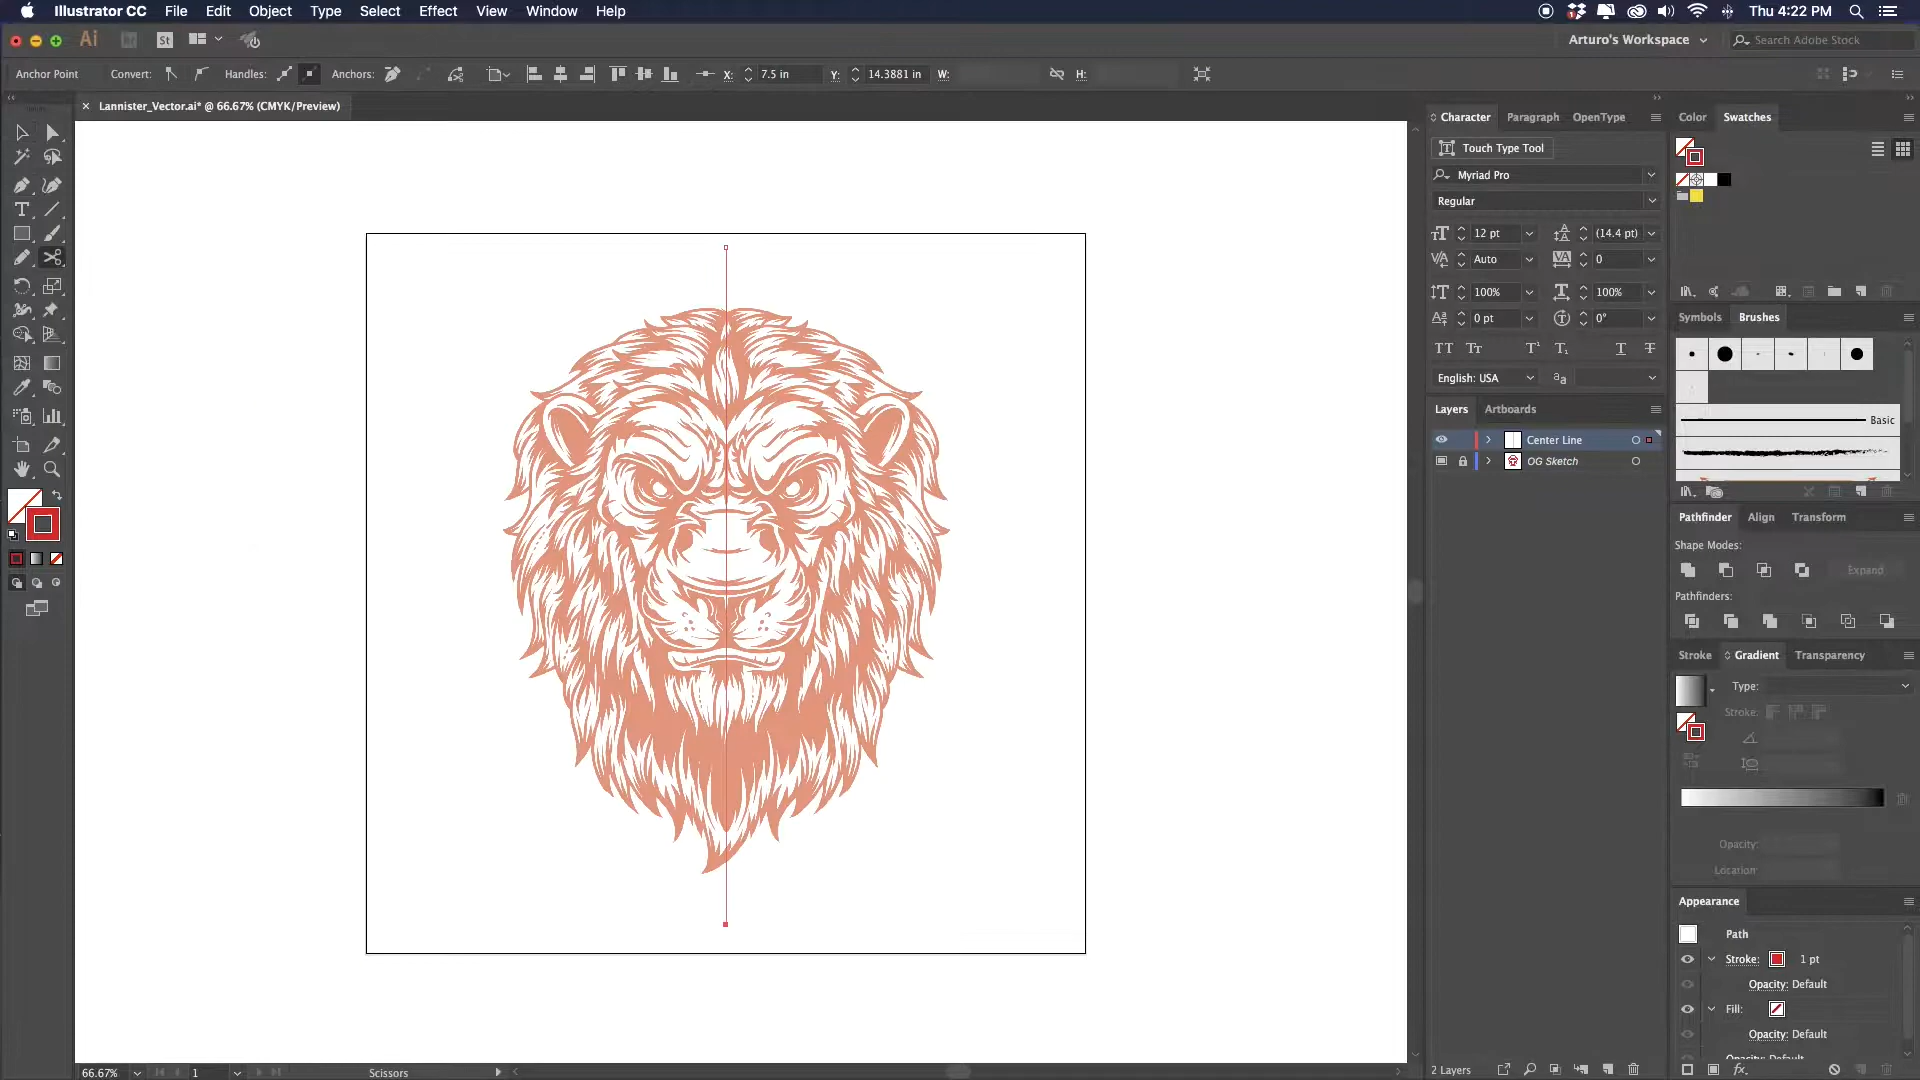 Illustrator CC File Edit Object Type Select Effect View Window Help Thu 4:22 PM
Ai Br St Arturo's Workspace Search Adobe Stock
Anchor Point Convert: Handles: Anchors: X: 7.5 in Y: 14.3881 in W: H:
× Lannister_Vector.ai* @ 66.67% (CMYK/Preview)
Character Paragraph OpenType
Touch Type Tool
Myriad Pro
Regular
12 pt (14.4 pt)
Auto 0
100% 100%
0 pt 0°
English: USA
Layers Artboards
Center Line
OG Sketch
2 Layers
Color Swatches
Symbols Brushes
Basic
Pathfinder Align Transform
Shape Modes:
Expand
Pathfinders:
Stroke Gradient Transparency
Type:
Stroke:
Opacity:
Location:
Appearance
Path
Stroke: 1 pt
Opacity: Default
Fill:
Opacity: Default
Opacity: Default
66.67% 1 Scissors